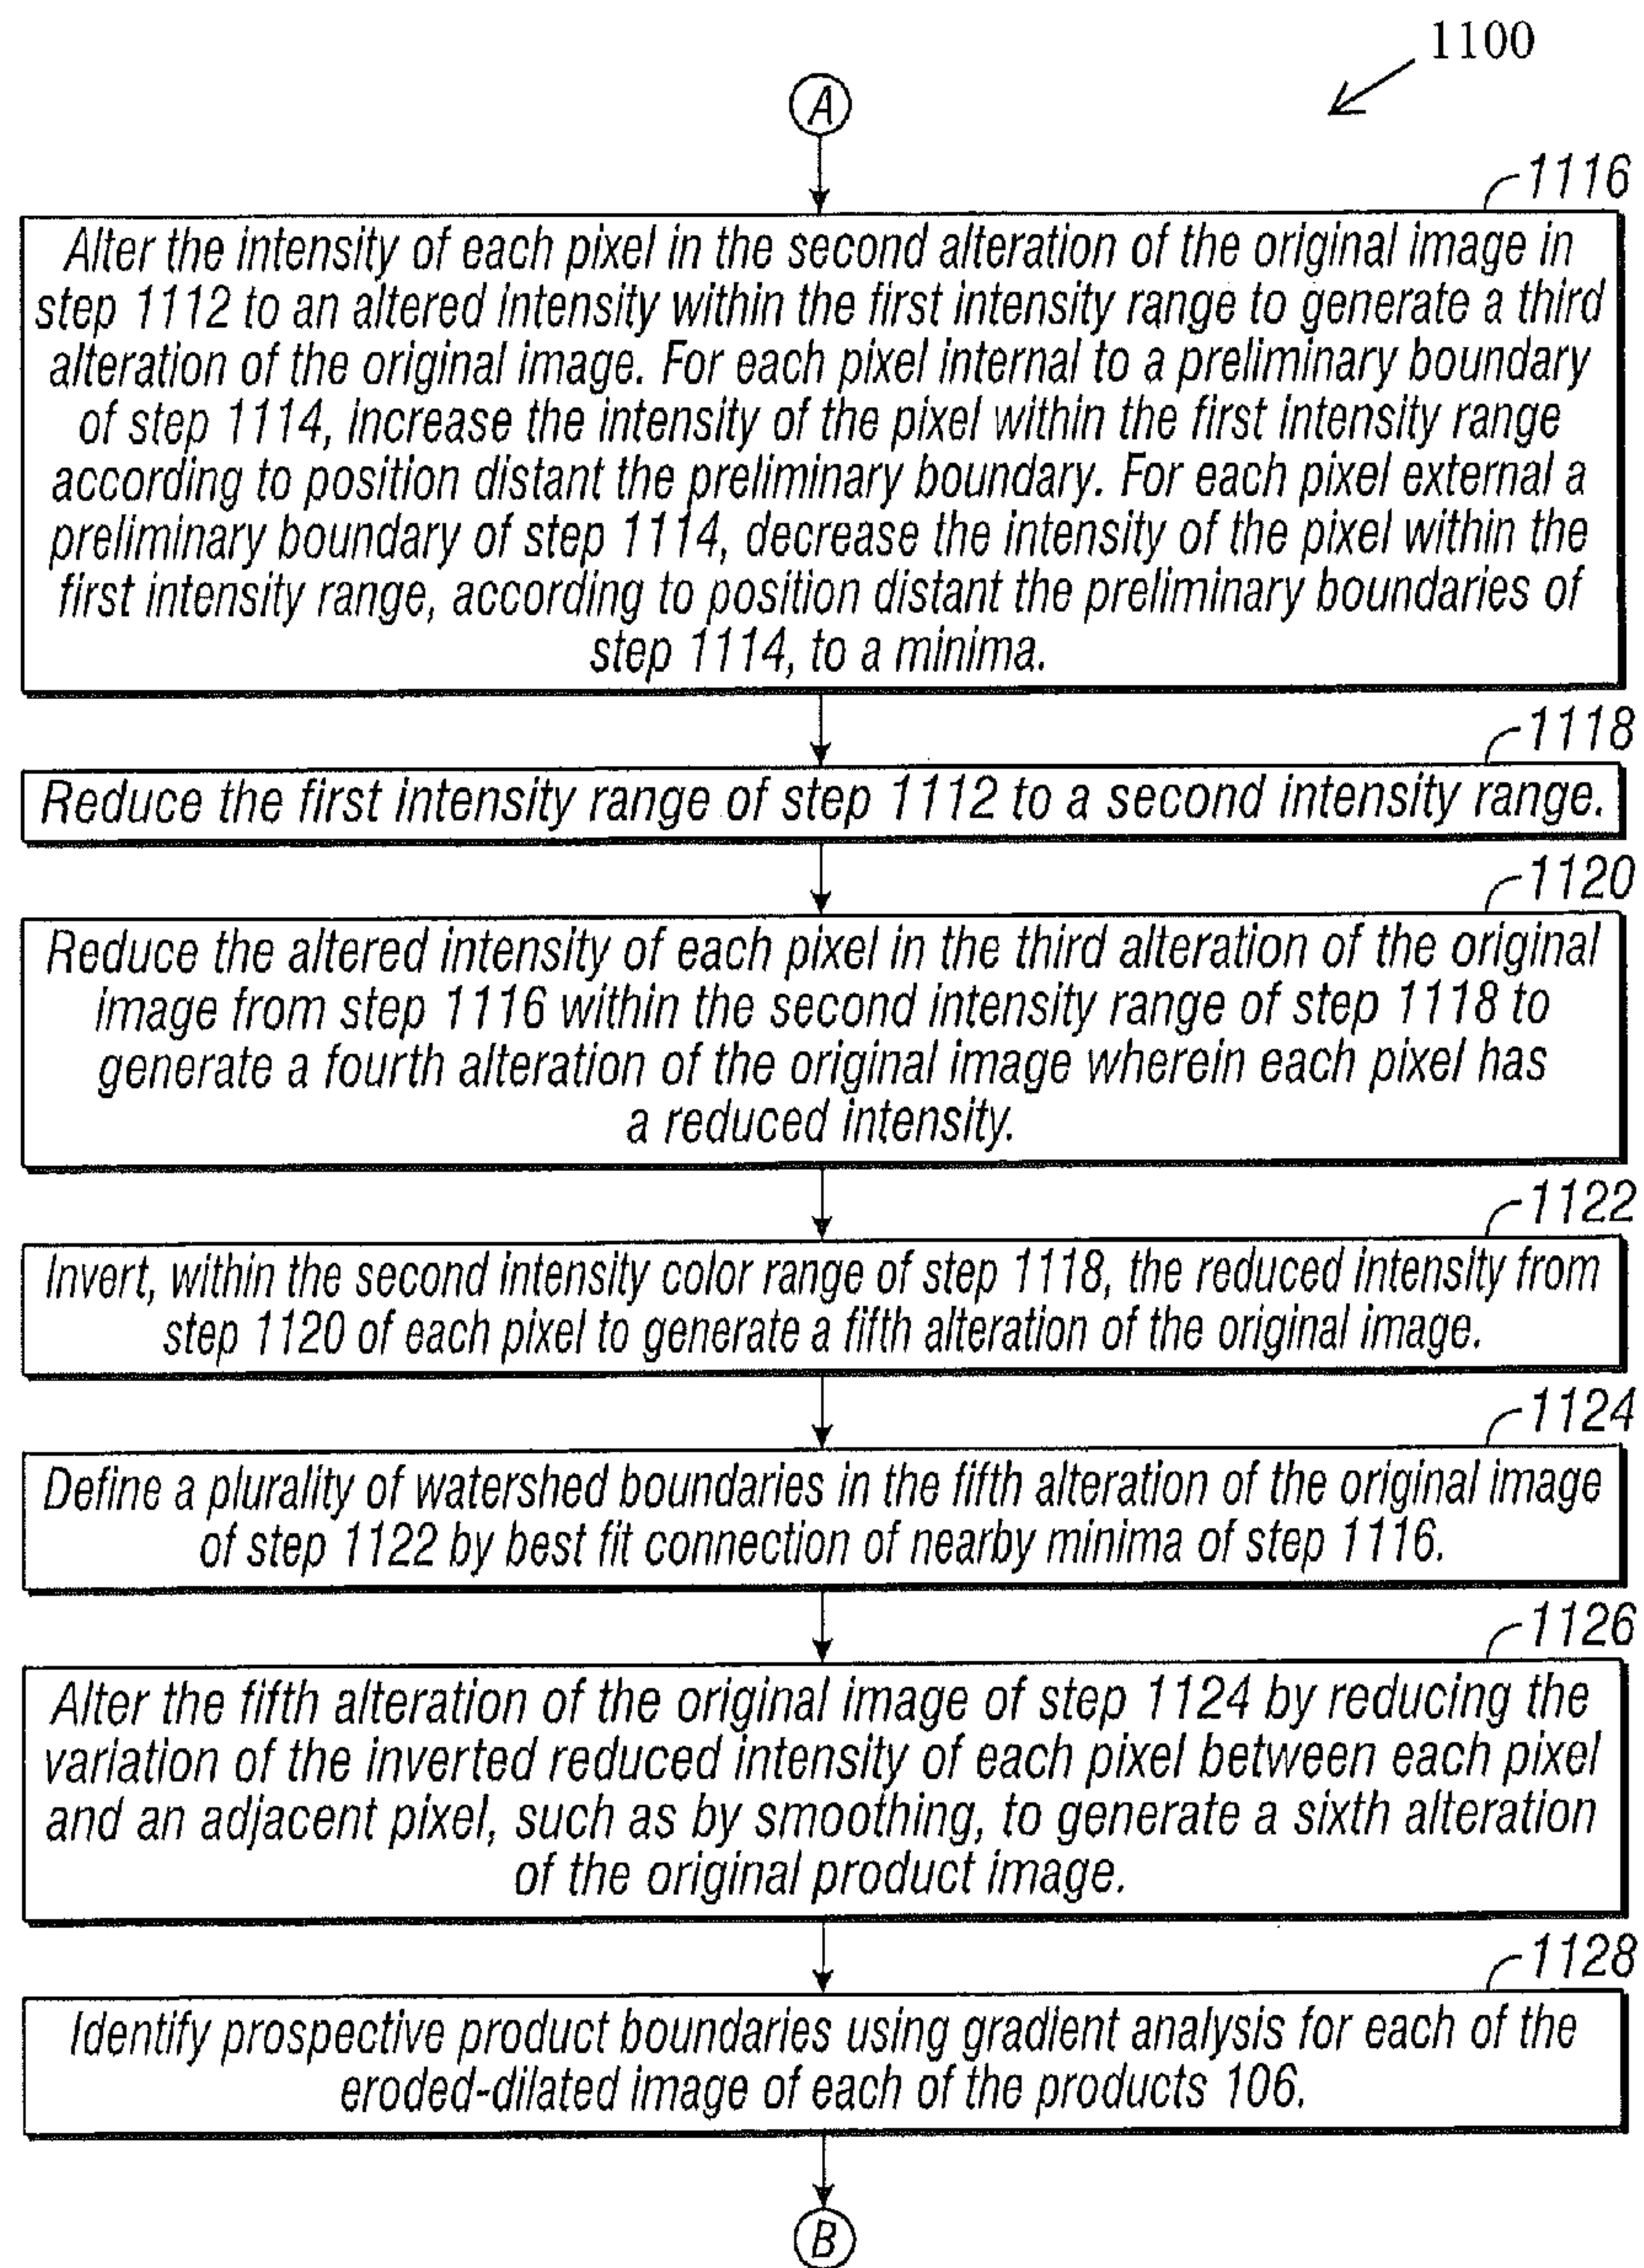 1100
A
1116
Alter the intensity of each pixel in the second alteration of the original image in
step 1112 to an altered intensity within the first intensity range to generate a third
alteration of the original image. For each pixel internal to a preliminary boundary
of step 1114, increase the intensity of the pixel within the first intensity range
according to position distant the preliminary boundary. For each pixel external a
preliminary boundary of step 1114, decrease the intensity of the pixel within the
first intensity range, according to position distant the preliminary boundaries of
step 1114, to a minima.
1118
Reduce the first intensity range of step 1112 to a second intensity range.
1120
Reduce the altered intensity of each pixel in the third alteration of the original
image from step 1116 within the second intensity range of step 1118 to
generate a fourth alteration of the original image wherein each pixel has
a reduced intensity.
1122
Invert, within the second intensity color range of step 1118, the reduced intensity from
step 1120 of each pixel to generate a fifth alteration of the original image.
1124
Define a plurality of watershed boundaries in the fifth alteration of the original image
of step 1122 by best fit connection of nearby minima of step 1116.
1126
Alter the fifth alteration of the original image of step 1124 by reducing the
variation of the inverted reduced intensity of each pixel between each pixel
and an adjacent pixel, such as by smoothing, to generate a sixth alteration
of the original product image.
1128
Identify prospective product boundaries using gradient analysis for each of the
eroded-dilated image of each of the products 106.
B